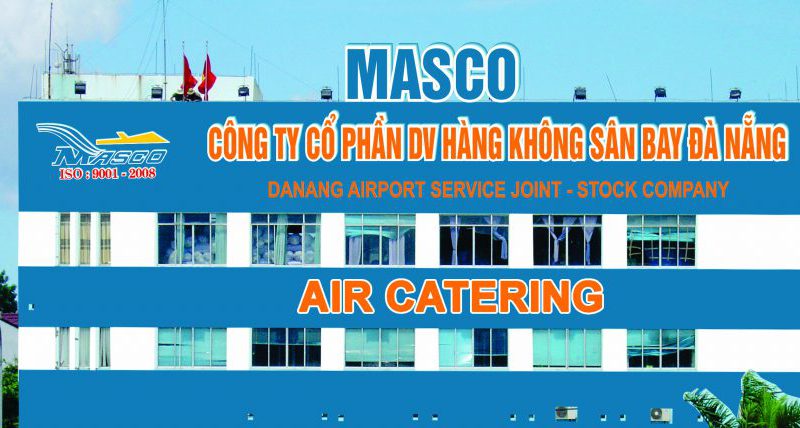 MASCO
CÔNG TY CỔ PHẦN DV HÀNG KHÔNG SÂN BAY ĐÀ NẴNG
MASCO
ISO : 9001 - 2008
DANANG AIRPORT SERVICE JOINT - STOCK COMPANY
AIR CATERING